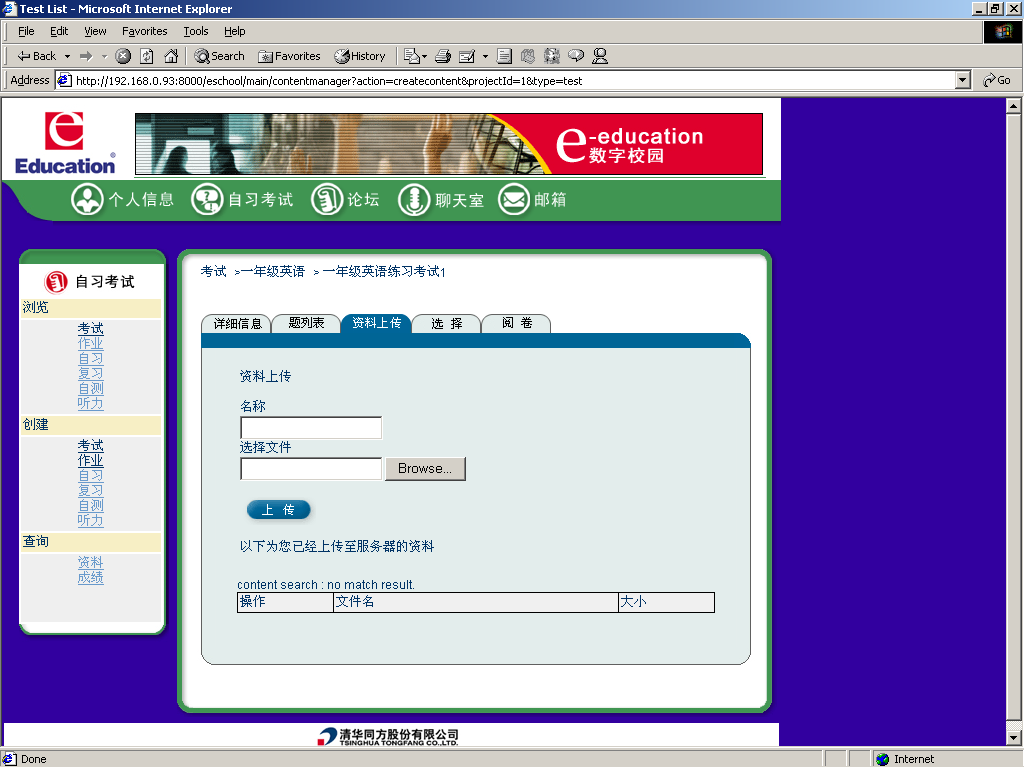 Test List - Microsoft Internet Explorer
File Edit View Favorites Tools Help
Back Search Favorites History
Address http://192.168.0.93:8000/eschool/main/contentmanager?action=createcontent&projectId=1&type=test Go
e Education®
e-education
数字校园
个人信息 自习考试 论坛 聊天室 邮箱
自习考试
浏览
考试
作业
自习
复习
自测
听力
创建
考试
作业
自习
复习
自测
听力
查询
资料
成绩
考试 >一年级英语 > 一年级英语练习考试1
详细信息 题列表 资料上传 选 择 阅 卷
资料上传
名称
选择文件
Browse...
上 传
以下为您已经上传至服务器的资料
content search : no match result.
操作 文件名 大小
清华同方股份有限公司
TSINGHUA TONGFANG CO.,LTD.
Done Internet